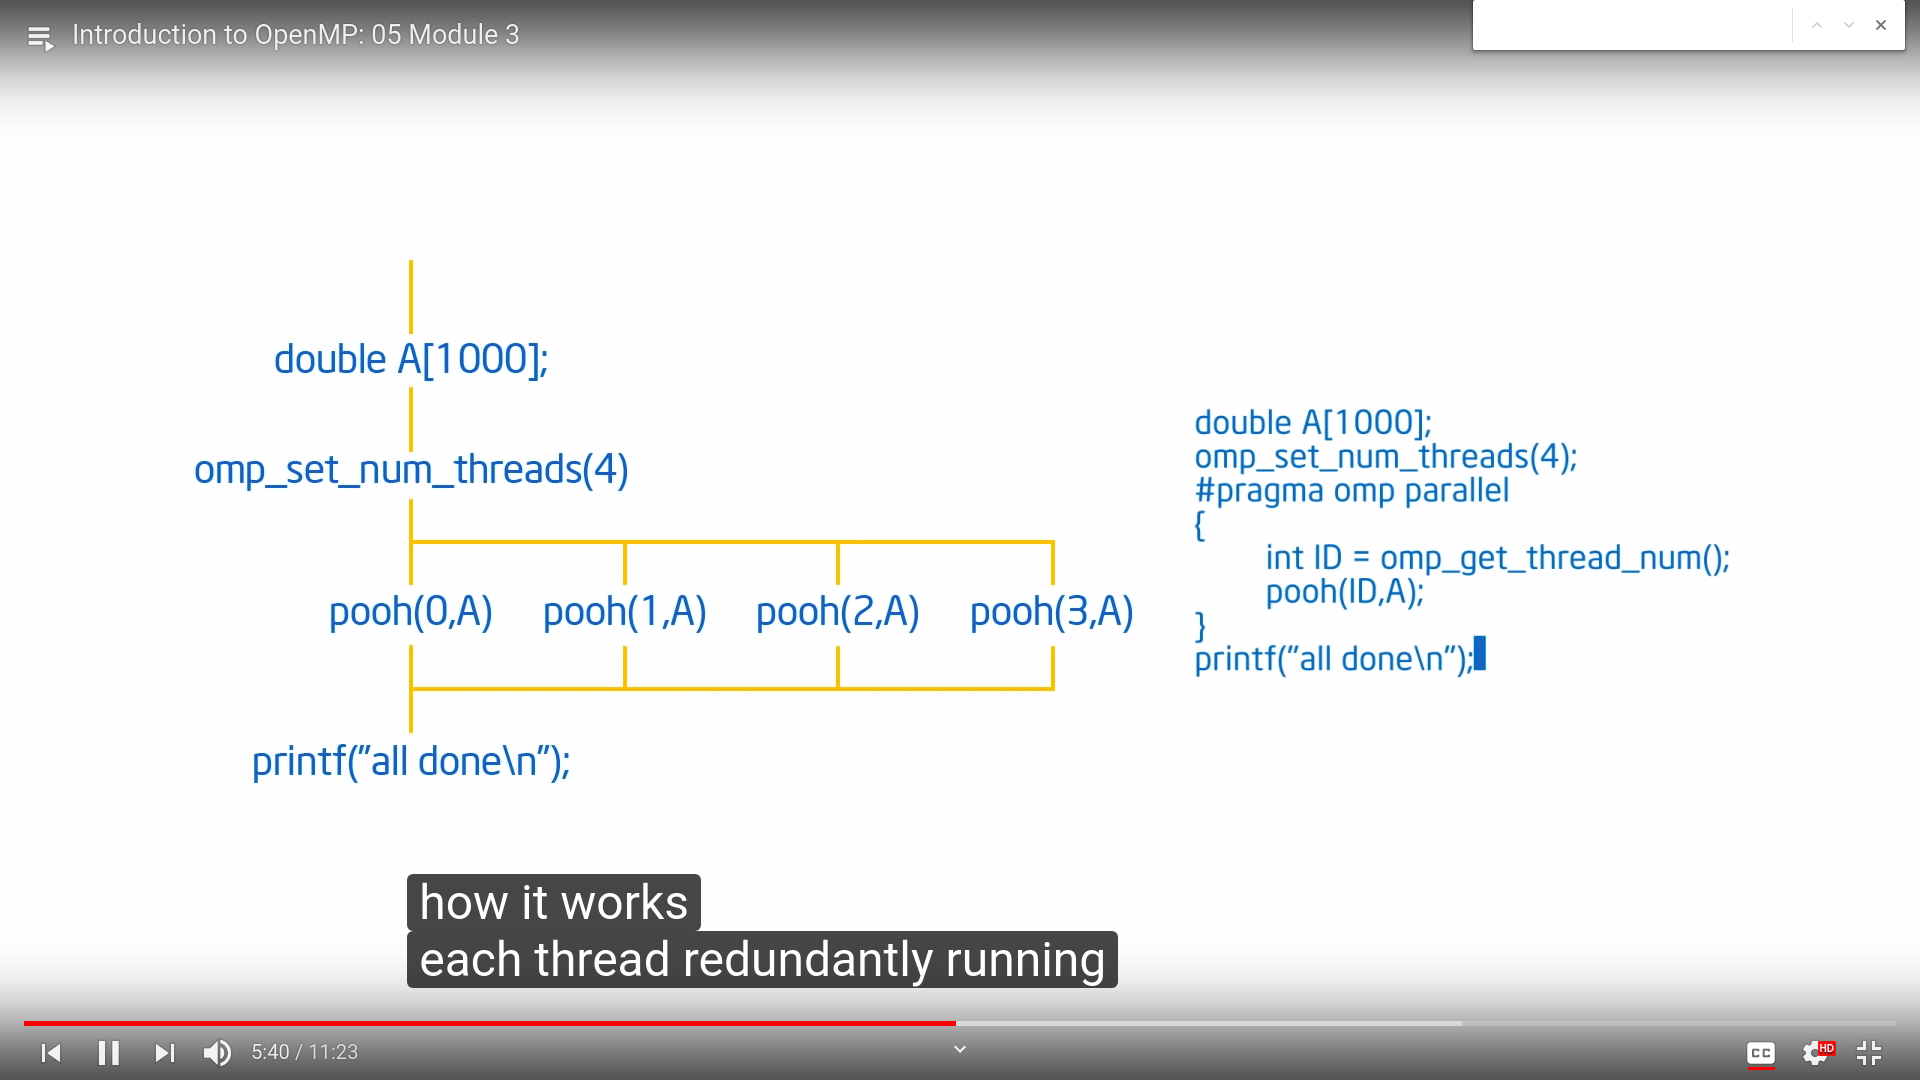 Introduction to OpenMP: 05 Module 3
double A[1000];
omp_set_num_threads(4)
pooh(0,A) pooh(1,A) pooh(2,A) pooh(3,A)
printf("all done\n");
double A[1000];
omp_set_num_threads(4);
#pragma omp parallel
{
int ID = omp_get_thread_num();
pooh(ID,A);
}
printf("all done\n");
how it works
each thread redundantly running
5:40 / 11:23
CC
HD